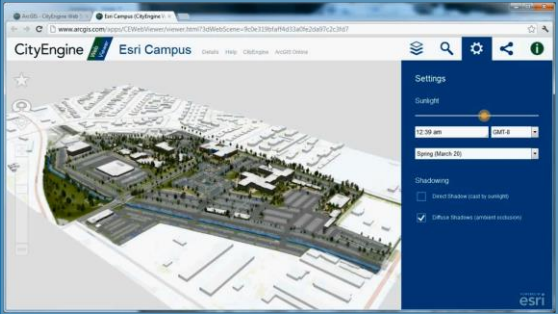 ArcGIS - CityEngine Web
Esri Campus (CityEngine
www.arcgis.com/apps/CEWebViewer/viewer.html?3dWebScene=
CityEngine Web Viewer Esri Campus Details Help CityEngine ArcGIS Online
Settings
Sunlight
12:39 am GMT-8
Spring (March 20)
Shadowing
Direct Shadow (cast by sunlight)
Diffuse Shadows (ambient occlusion)
esri